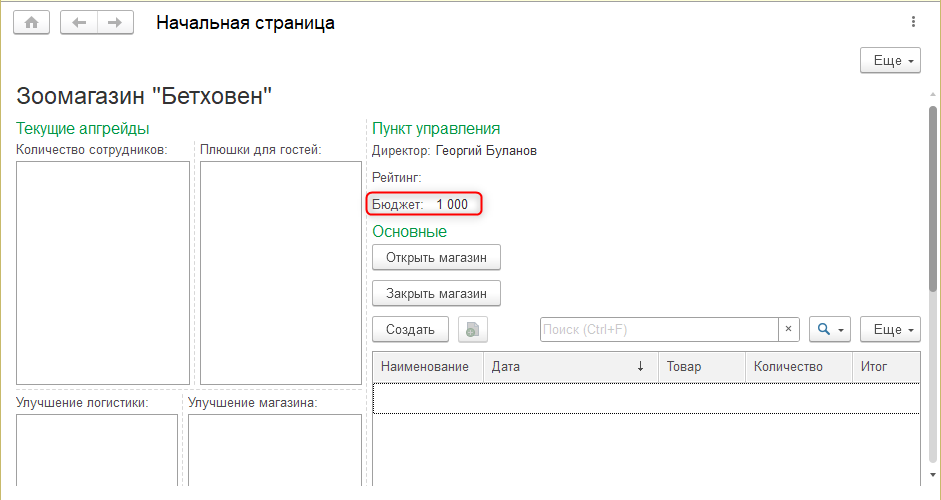 Начальная страница
Еще
Зоомагазин "Бетховен"
Текущие апгрейды
Количество сотрудников:
Плюшки для гостей:
Улучшение логистики:
Улучшение магазина:
Пункт управления
Директор: Георгий Буланов
Рейтинг:
Бюджет: 1 000
Основные
Открыть магазин
Закрыть магазин
Создать
Поиск (Ctrl+F)
×
Еще
Наименование Дата ↓ Товар Количество Итог